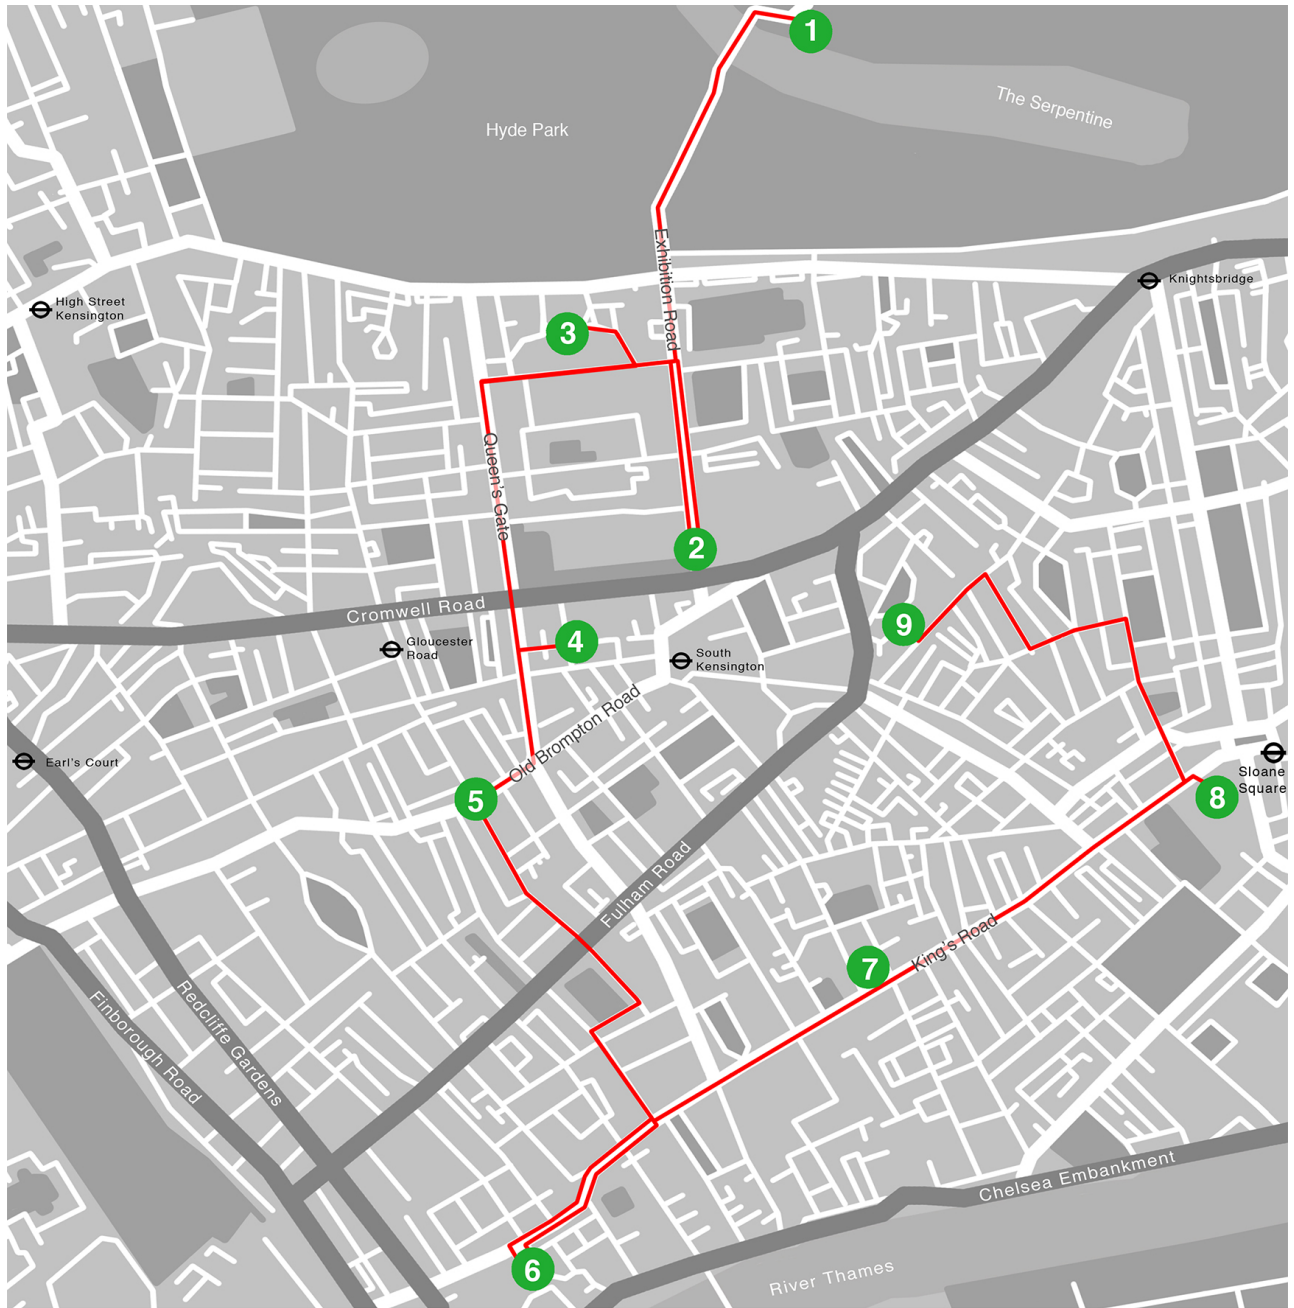 1
The Serpentine
Hyde Park
Exhibition Road
Knightsbridge
High Street
Kensington
3
Queen's Gate
2
Cromwell Road
9
4
Gloucester
Road
South
Kensington
Old Brompton Road
Earl's Court
Sloane
Square
5
8
Fulham Road
King's Road
7
Redcliffe Gardens
Finborough Road
Chelsea Embankment
6
River Thames